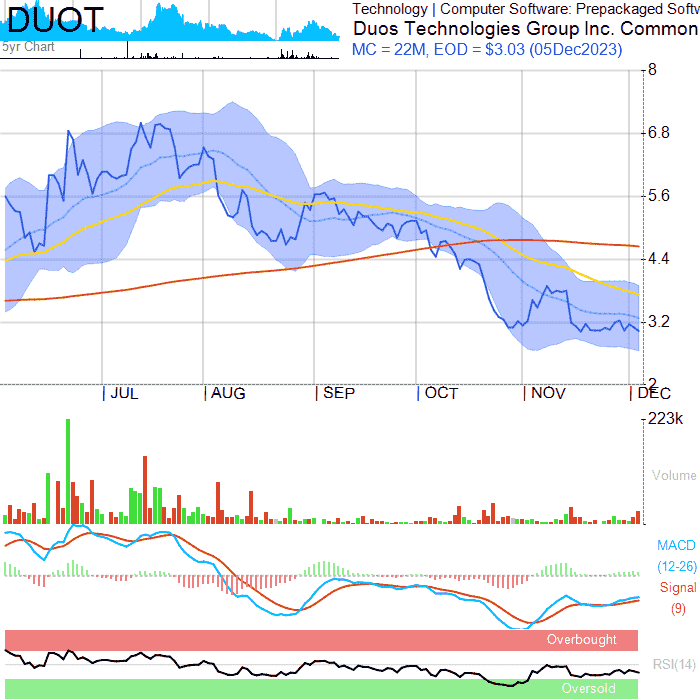 DUOT
5yr Chart
Technology | Computer Software: Prepackaged Softw
Duos Technologies Group Inc. Common
MC = 22M, EOD = $3.03 (05Dec2023)
8
6.8
5.6
4.4
3.2
2
JUL AUG SEP OCT NOV DEC
223k
Volume
MACD
(12-26)
Signal
(9)
Overbought
RSI(14)
Oversold